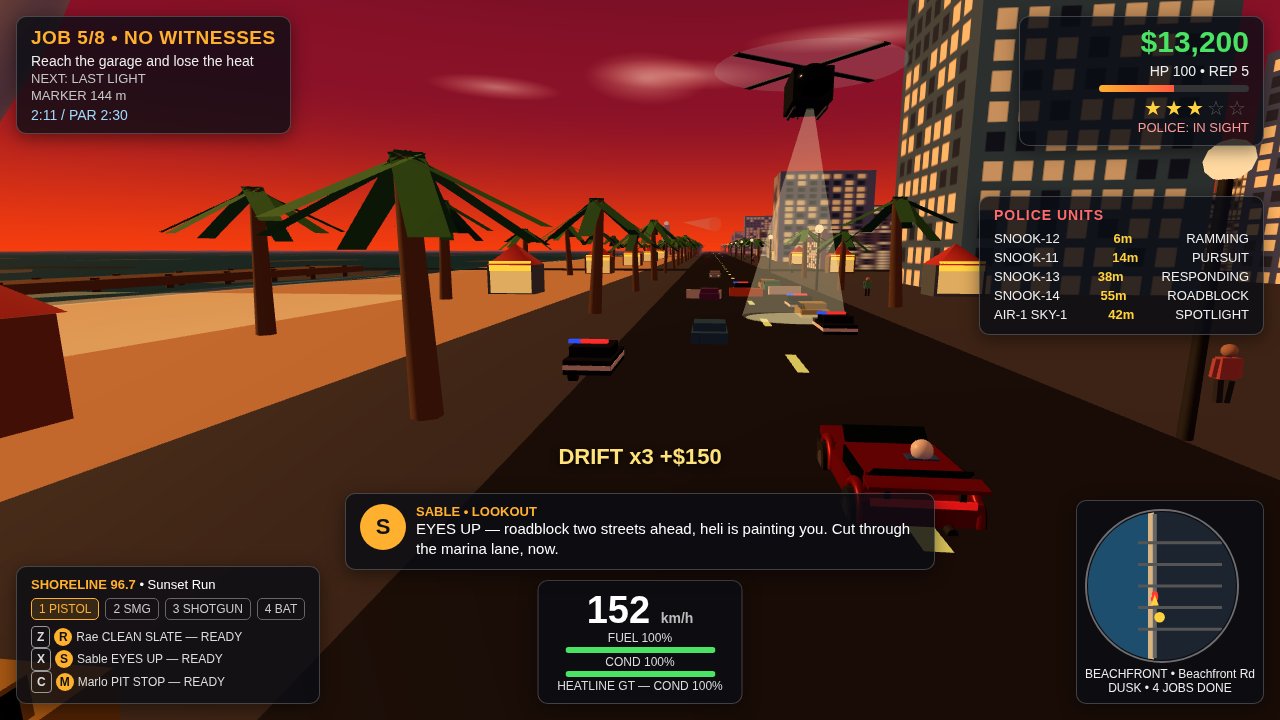 JOB 5/8 • NO WITNESSES
Reach the garage and lose the heat
NEXT: LAST LIGHT
MARKER 144 m
2:11 / PAR 2:30
$13,200
HP 100 • REP 5
★★★☆☆
POLICE: IN SIGHT
POLICE UNITS
SNOOK-12 6m RAMMING
SNOOK-11 14m PURSUIT
SNOOK-13 38m RESPONDING
SNOOK-14 55m ROADBLOCK
AIR-1 SKY-1 42m SPOTLIGHT
DRIFT x3 +$150
S
SABLE • LOOKOUT
EYES UP — roadblock two streets ahead, heli is painting you. Cut through
the marina lane, now.
SHORELINE 96.7 • Sunset Run
1 PISTOL 2 SMG 3 SHOTGUN 4 BAT
Z R Rae CLEAN SLATE — READY
X S Sable EYES UP — READY
C M Marlo PIT STOP — READY
152 km/h
FUEL 100%
COND 100%
HEATLINE GT — COND 100%
BEACHFRONT • Beachfront Rd
DUSK • 4 JOBS DONE